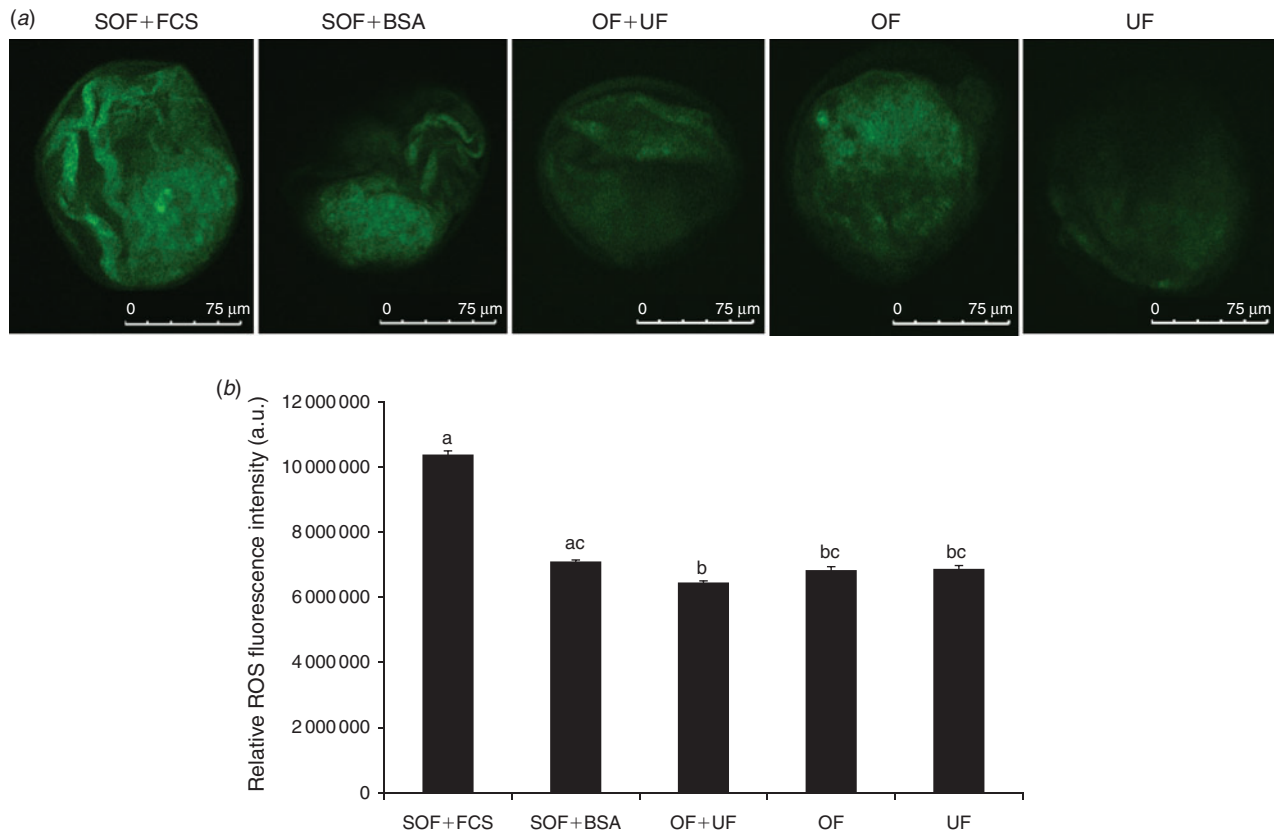 (a) SOF+FCS SOF+BSA OF+UF OF UF
0 75 μm 0 75 μm 0 75 μm 0 75 μm 0 75 μm
(b)
Relative ROS fluorescence intensity (a.u.)
12 000 000
10 000 000
8 000 000
6 000 000
4 000 000
2 000 000
0
a ac b bc bc
SOF+FCS SOF+BSA OF+UF OF UF